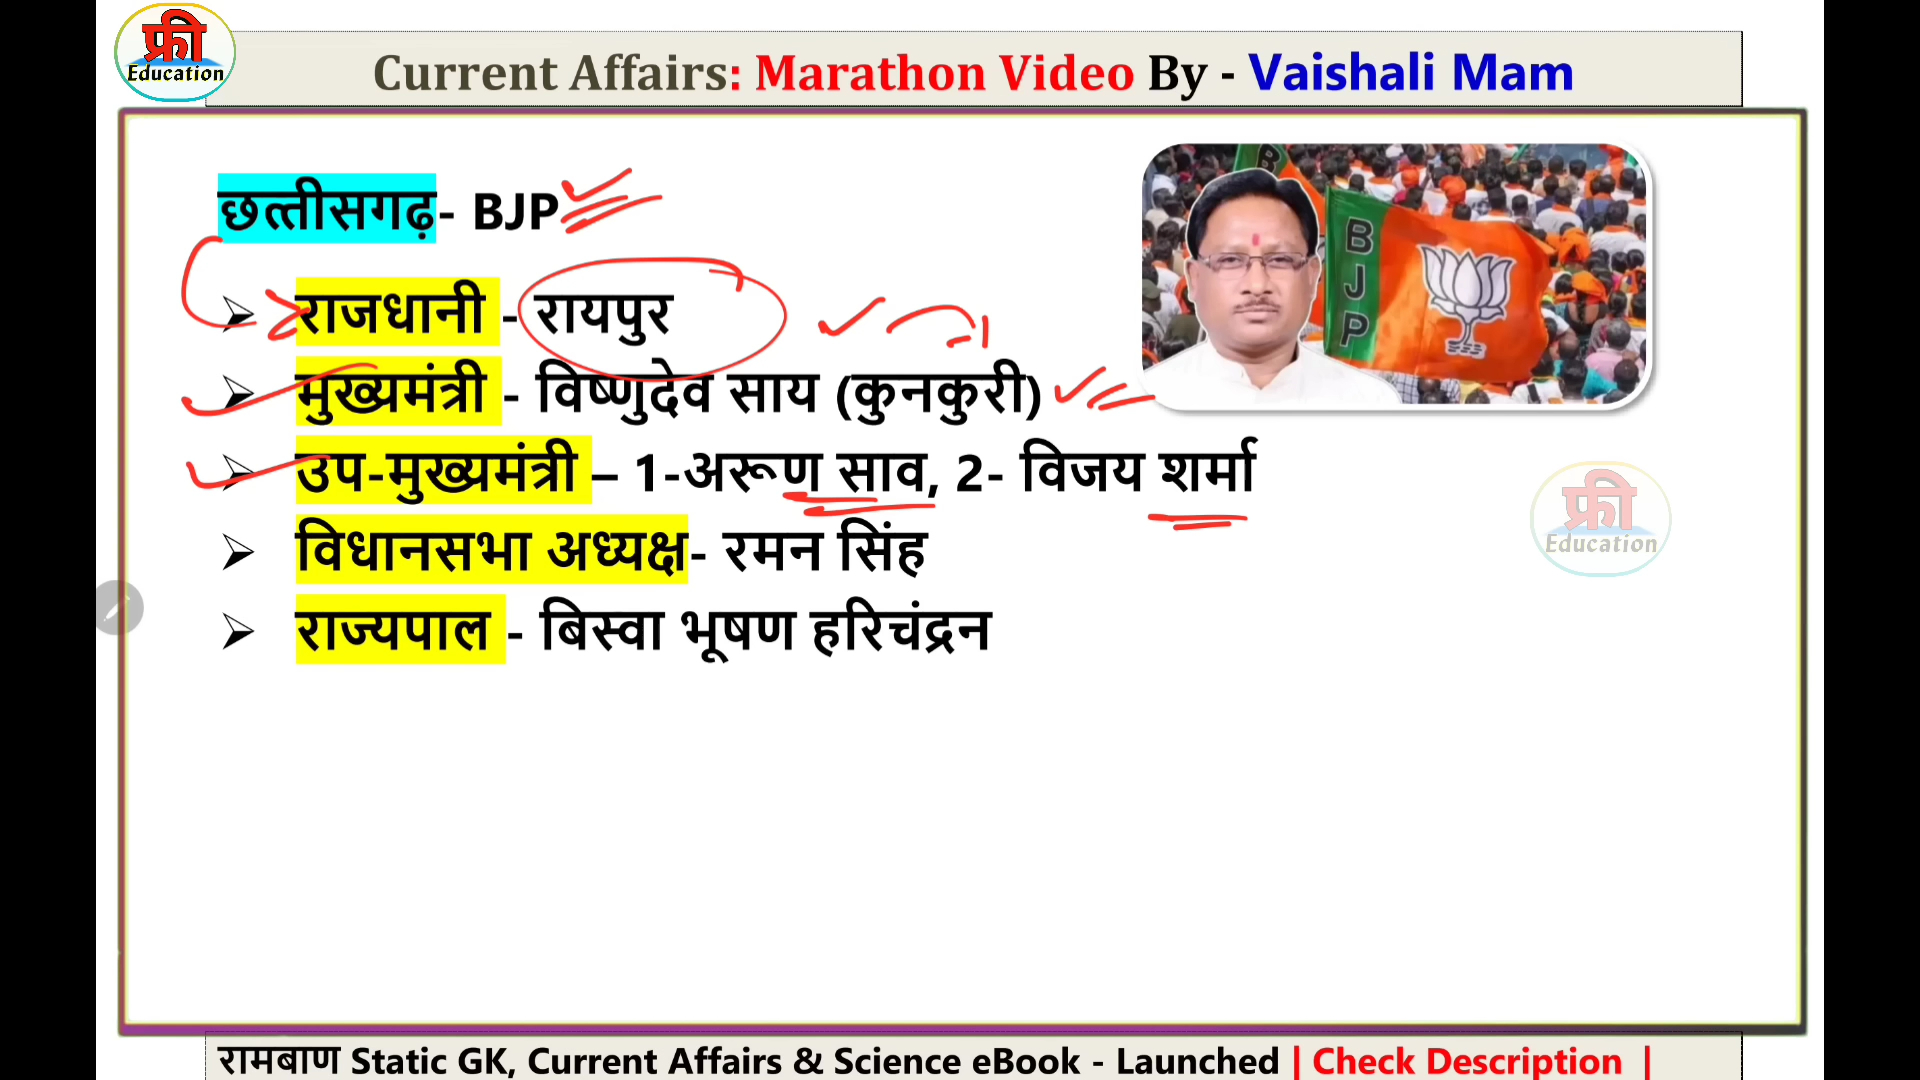 फ्री
Education
Current Affairs: Marathon Video By - Vaishali Mam
छत्तीसगढ़- BJP
B
BJP
राजधानी - रायपुर
मुख्यमंत्री - विष्णुदेव साय (कुनकुरी)
उप-मुख्यमंत्री – 1-अरूण साव, 2- विजय शर्मा
विधानसभा अध्यक्ष- रमन सिंह
राज्यपाल - बिस्वा भूषण हरिचंद्रन
फ्री
Education
रामबाण Static GK, Current Affairs & Science eBook - Launched | Check Description |